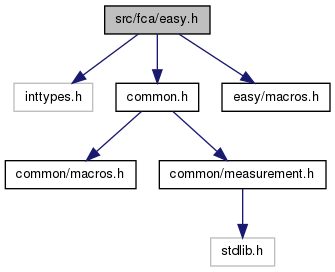 src/fca/easy.h
inttypes.h
common.h
easy/macros.h
common/macros.h
common/measurement.h
stdlib.h